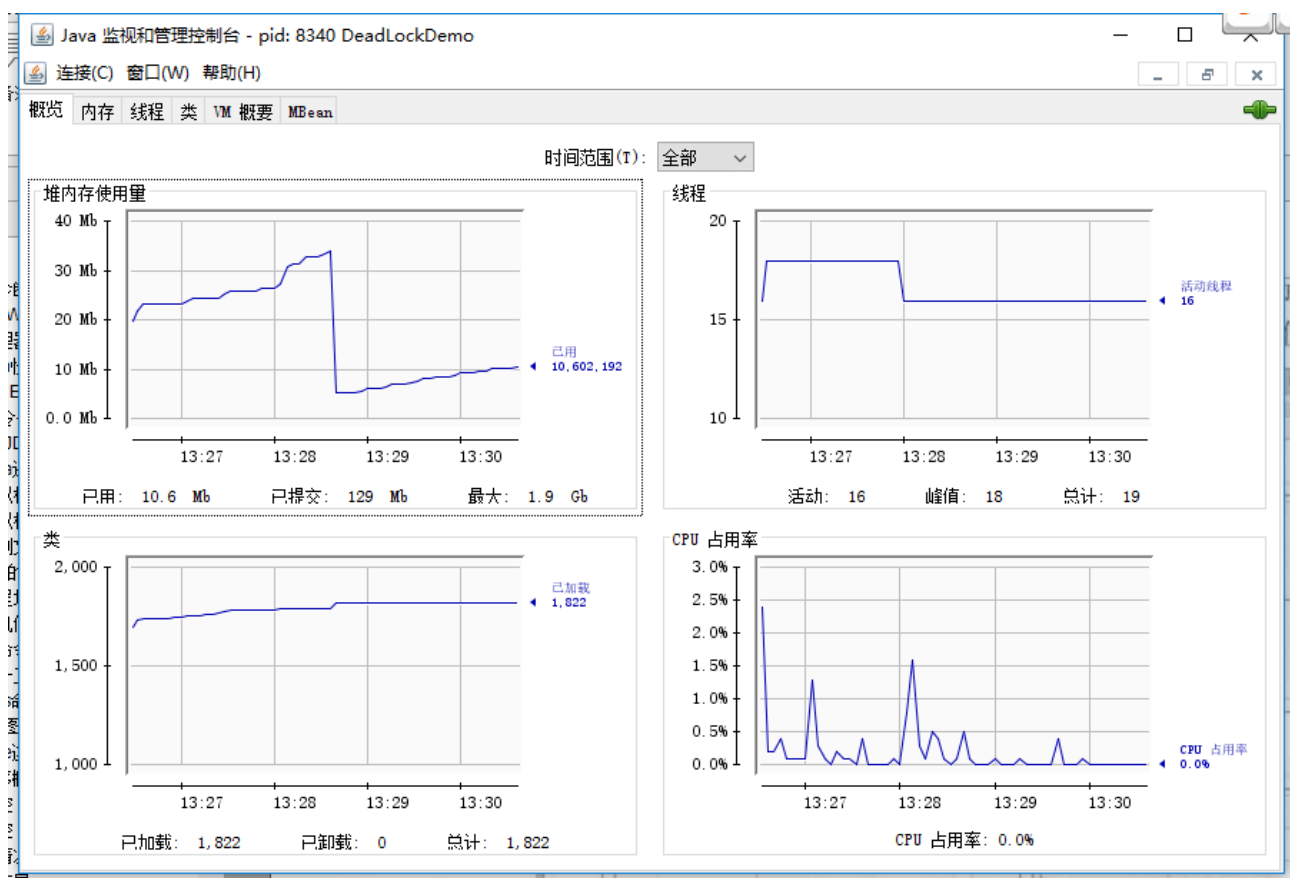 Java 监视和管理控制台 - pid: 8340 DeadLockDemo
连接(C) 窗口(W) 帮助(H)
概览 内存 线程 类 VM 概要 MBean
时间范围(T): 全部
堆内存使用量
40 Mb
30 Mb
20 Mb
10 Mb
0.0 Mb
已用
10,602,192
13:27 13:28 13:29 13:30
已用: 10.6 Mb 已提交: 129 Mb 最大: 1.9 Gb
线程
20
15
10
活动线程
16
13:27 13:28 13:29 13:30
活动: 16 峰值: 18 总计: 19
类
2,000
1,500
1,000
已加载
1,822
13:27 13:28 13:29 13:30
已加载: 1,822 已卸载: 0 总计: 1,822
CPU 占用率
3.0%
2.5%
2.0%
1.5%
1.0%
0.5%
0.0%
CPU 占用率
0.0%
13:27 13:28 13:29 13:30
CPU 占用率: 0.0%